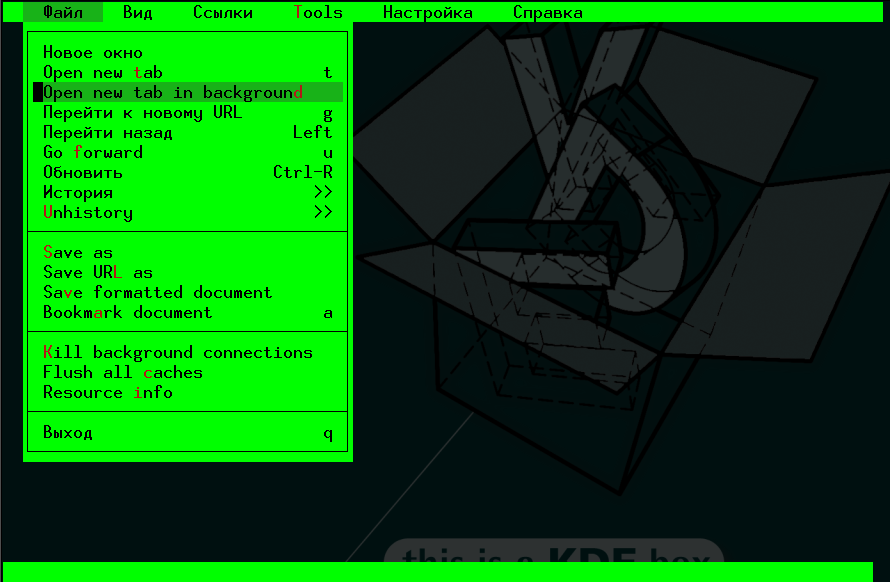 Файл Вид Ссылки Tools Настройка Справка
Новое окно
Open new tab t
Open new tab in background
Перейти к новому URL g
Перейти назад Left
Go forward u
Обновить Ctrl-R
История >>
Unhistory >>
Save as
Save URL as
Save formatted document
Bookmark document a
Kill background connections
Flush all caches
Resource info
Выход q
this is a KDE box